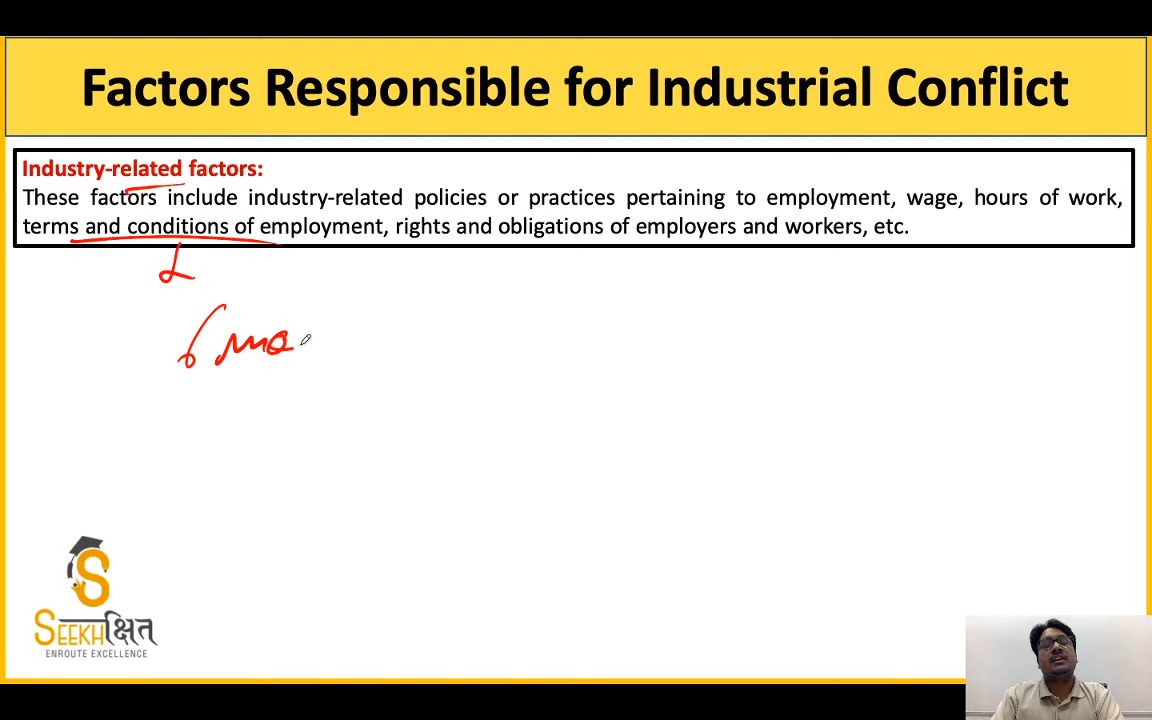 Factors Responsible for Industrial Conflict
Industry-related factors:
These factors include industry-related policies or practices pertaining to employment, wage, hours of work,
terms and conditions of employment, rights and obligations of employers and workers, etc.
S
SEEKHक्षित
ENROUTE EXCELLENCE